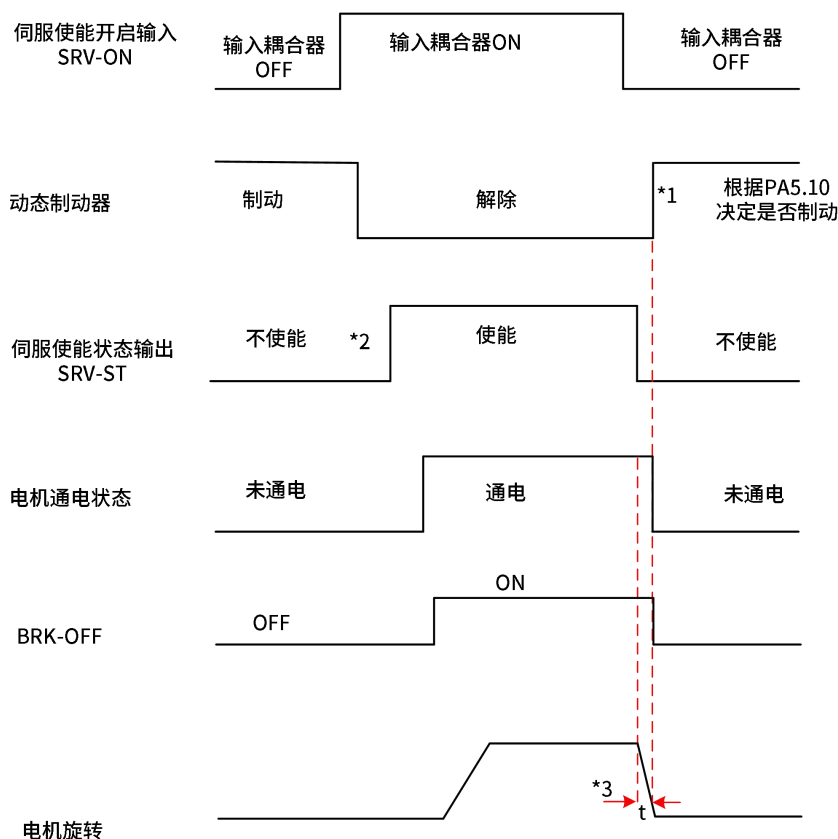 伺服使能开启输入
SRV-ON
输入耦合器
OFF
输入耦合器ON
输入耦合器
OFF
动态制动器
制动
解除
*1
根据PA5.10
决定是否制动
伺服使能状态输出
SRV-ST
不使能
*2
使能
不使能
电机通电状态
未通电
通电
未通电
BRK-OFF
OFF
ON
电机旋转
*3
t